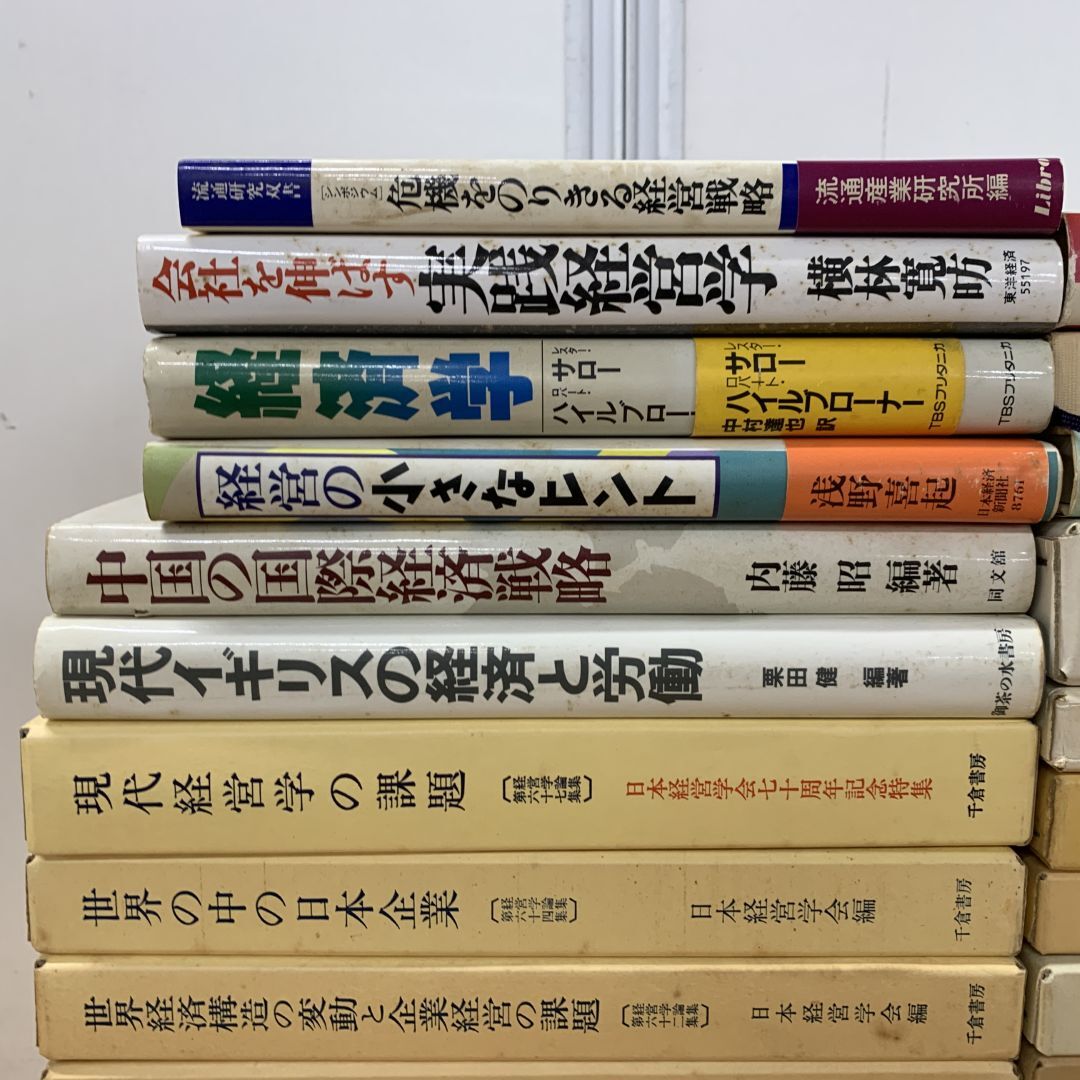 流通研究双書 [シンポジウム] 危機をのりきる経営戦略 流通産業研究所編 Libro
会社を伸ばす 実践経営学 横林寛昉 東洋経済 55197
経済学 レスター・サロー ロバート・ハイルブロー! レスター・サロー ロバート・ハイルブローナー 中村達也訳 TBSブリタニカ TBSブリタニカ
経営の小さなヒント 浅野喜起 日本経済新聞社 8761
中国の国際経済戦略 内藤昭編著 同文舘
現代イギリスの経済と労働 栗田健 編著 御茶の水書房
現代経営学の課題 〔経営学論集第六十七集〕 日本経営学会七十周年記念特集 千倉書房
世界の中の日本企業 〔経営学論集第六十四集〕 日本経営学会編 千倉書房
世界経済構造の変動と企業経営の課題 〔経営学論集第六十二集〕 日本経営学会編 千倉書房